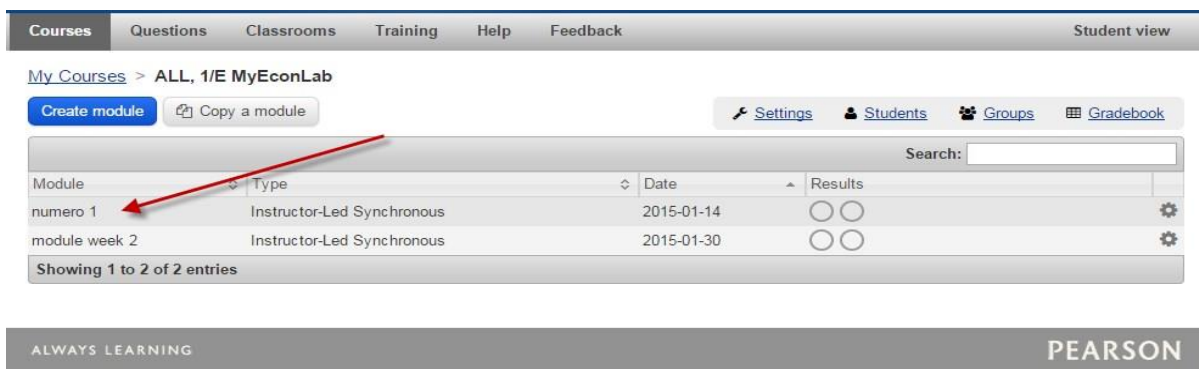 Courses Questions Classrooms Training Help Feedback Student view
My Courses > ALL, 1/E MyEconLab
Create module Copy a module Settings Students Groups Gradebook
Search:
Module Type Date Results
numero 1 Instructor-Led Synchronous 2015-01-14
module week 2 Instructor-Led Synchronous 2015-01-30
Showing 1 to 2 of 2 entries
ALWAYS LEARNING PEARSON